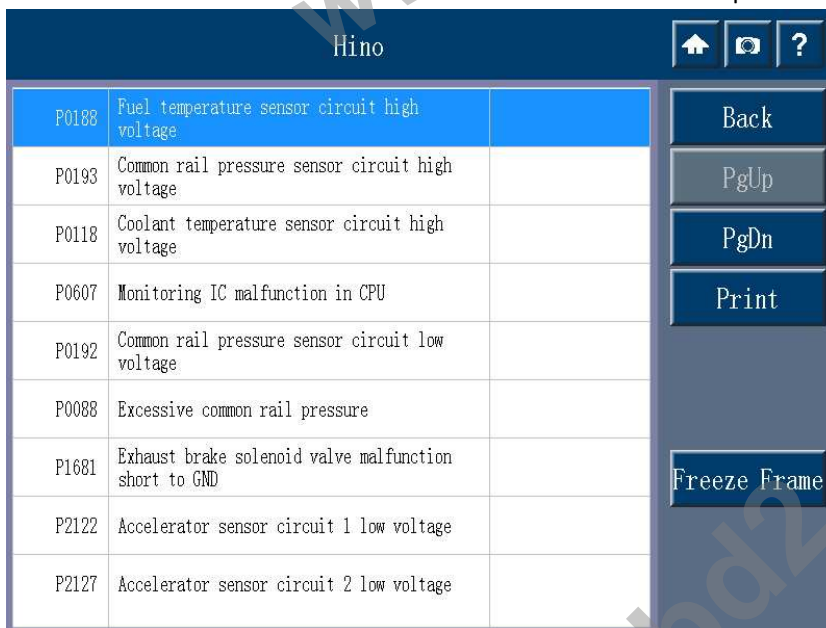 Hino
?
P0188 Fuel temperature sensor circuit high
voltage
P0193 Common rail pressure sensor circuit high
voltage
P0118 Coolant temperature sensor circuit high
voltage
P0607 Monitoring IC malfunction in CPU
P0192 Common rail pressure sensor circuit low
voltage
P0088 Excessive common rail pressure
P1681 Exhaust brake solenoid valve malfunction
short to GND
P2122 Accelerator sensor circuit 1 low voltage
P2127 Accelerator sensor circuit 2 low voltage
Back
PgUp
PgDn
Print
Freeze Frame